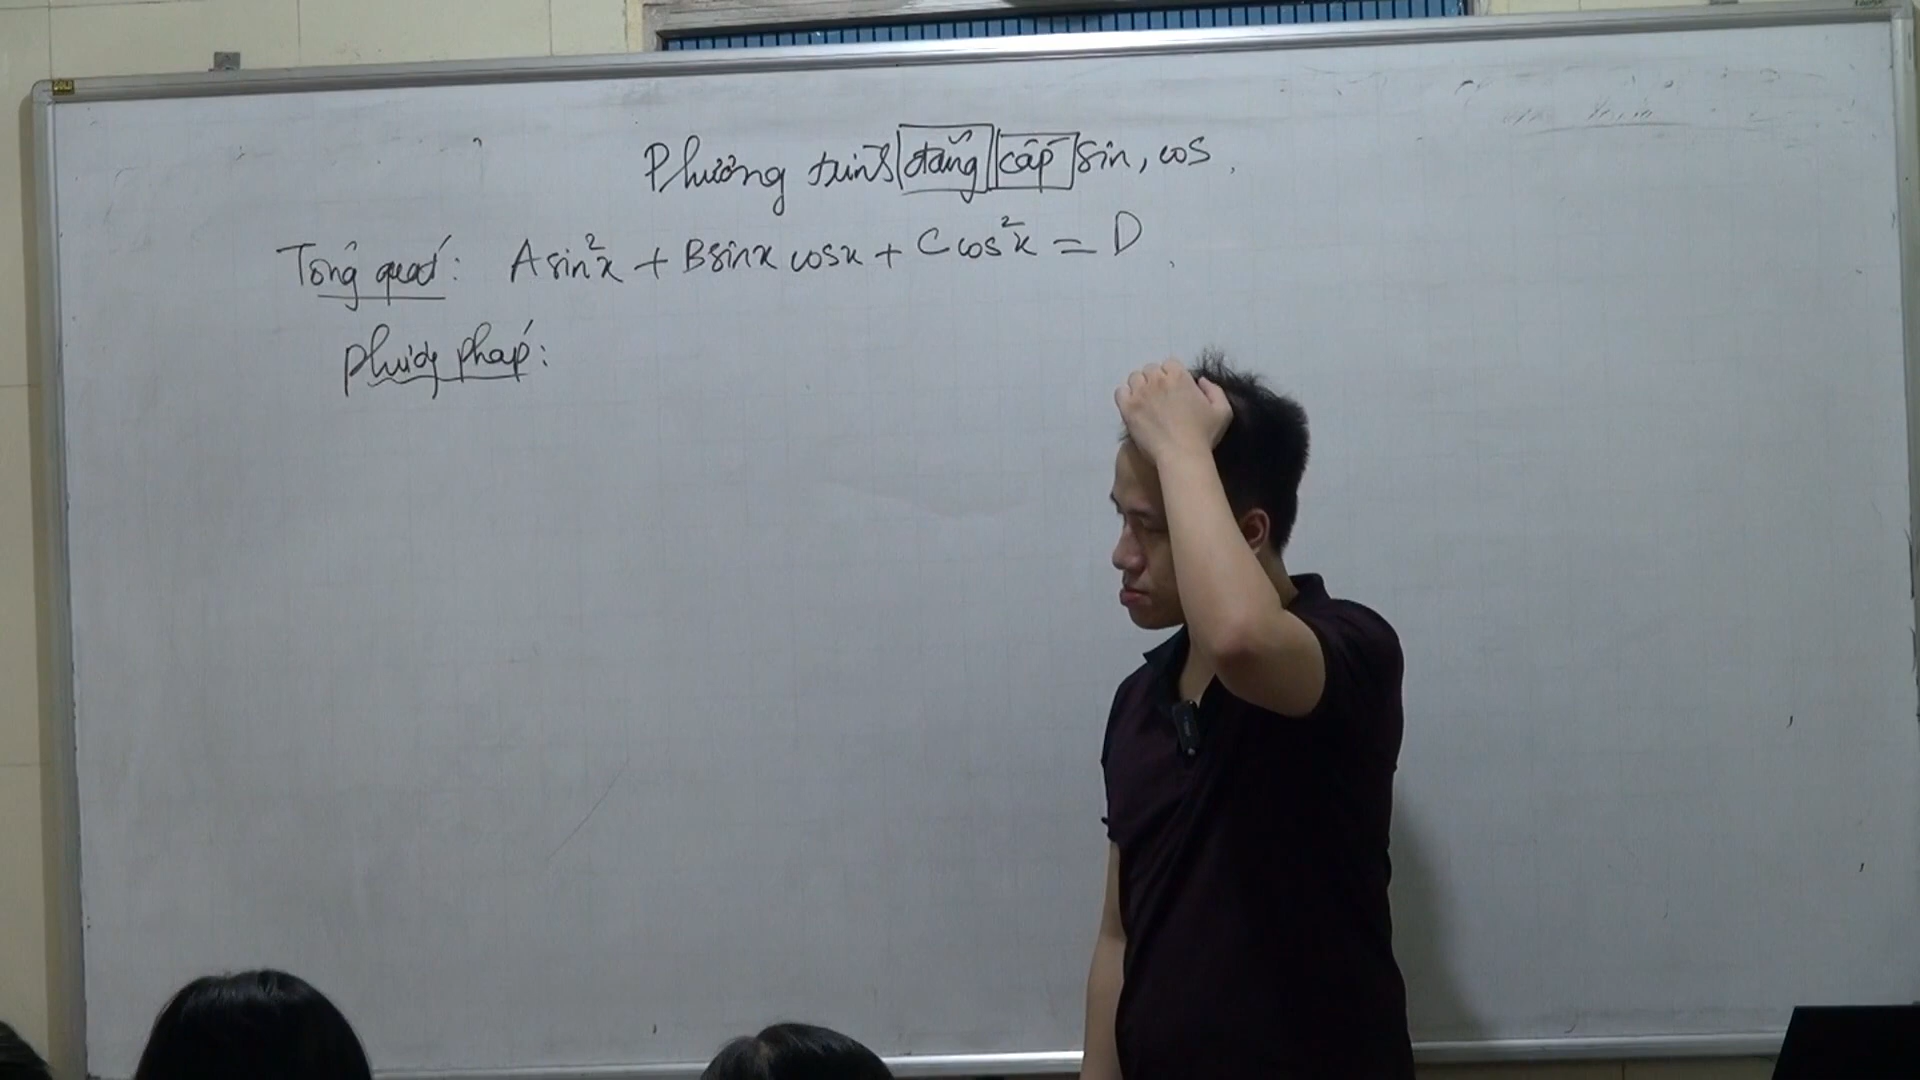 Phương trình đẳng cấp sin, cos.
Tổng quát: Asin²x + Bsinx cosx + Ccos²x = D
Phương pháp: